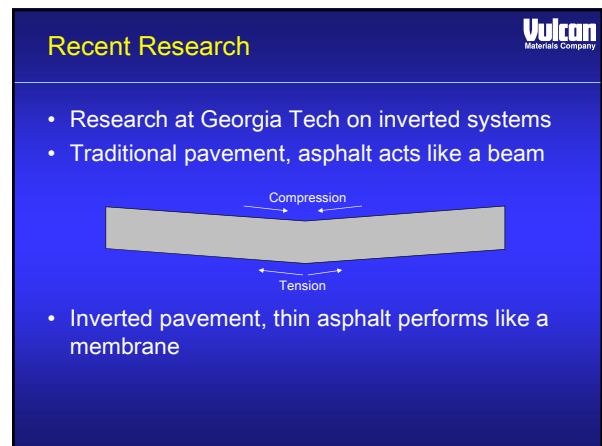 Recent Research
Vulcan
Materials Company
• Research at Georgia Tech on inverted systems
• Traditional pavement, asphalt acts like a beam
Compression
Tension
• Inverted pavement, thin asphalt performs like a
membrane